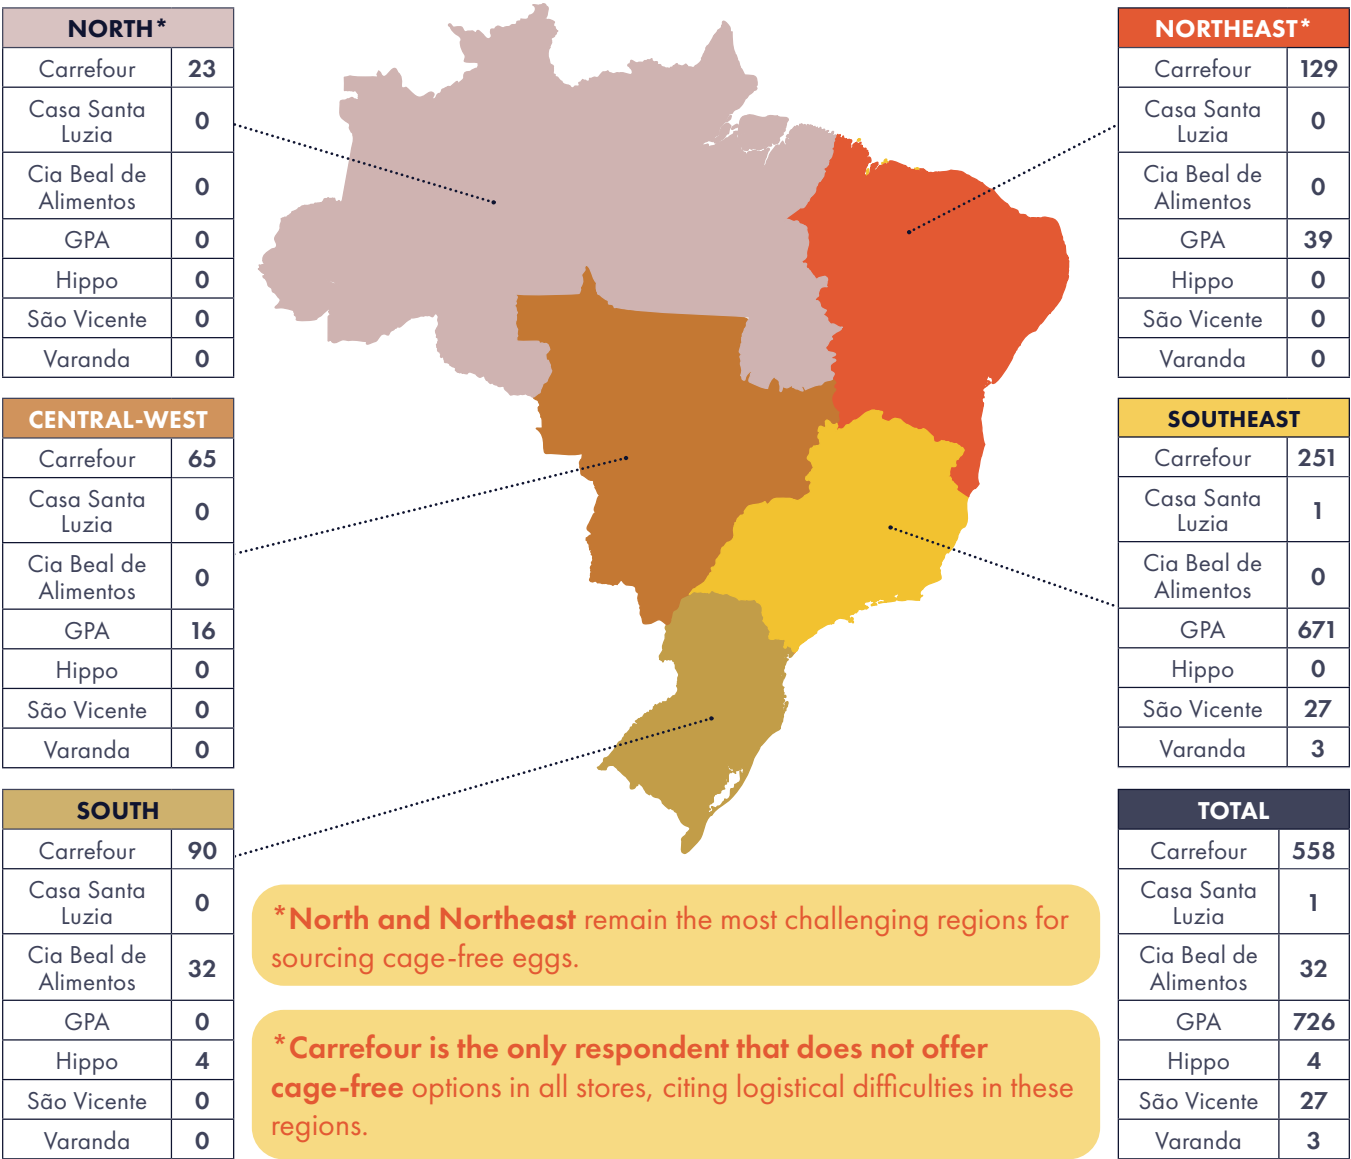 NORTH*
Carrefour 23
Casa Santa
Luzia 0
Cia Beal de
Alimentos 0
GPA 0
Hippo 0
São Vicente 0
Varanda 0
NORTHEAST*
Carrefour 129
Casa Santa
Luzia 0
Cia Beal de
Alimentos 0
GPA 39
Hippo 0
São Vicente 0
Varanda 0
CENTRAL-WEST
Carrefour 65
Casa Santa
Luzia 0
Cia Beal de
Alimentos 0
GPA 16
Hippo 0
São Vicente 0
Varanda 0
SOUTHEAST
Carrefour 251
Casa Santa
Luzia 1
Cia Beal de
Alimentos 0
GPA 671
Hippo 0
São Vicente 27
Varanda 3
SOUTH
Carrefour 90
Casa Santa
Luzia 0
Cia Beal de
Alimentos 32
GPA 0
Hippo 4
São Vicente 0
Varanda 0
*North and Northeast remain the most challenging regions for
sourcing cage-free eggs.
*Carrefour is the only respondent that does not offer
cage-free options in all stores, citing logistical difficulties in these
regions.
TOTAL
Carrefour 558
Casa Santa
Luzia 1
Cia Beal de
Alimentos 32
GPA 726
Hippo 4
São Vicente 27
Varanda 3